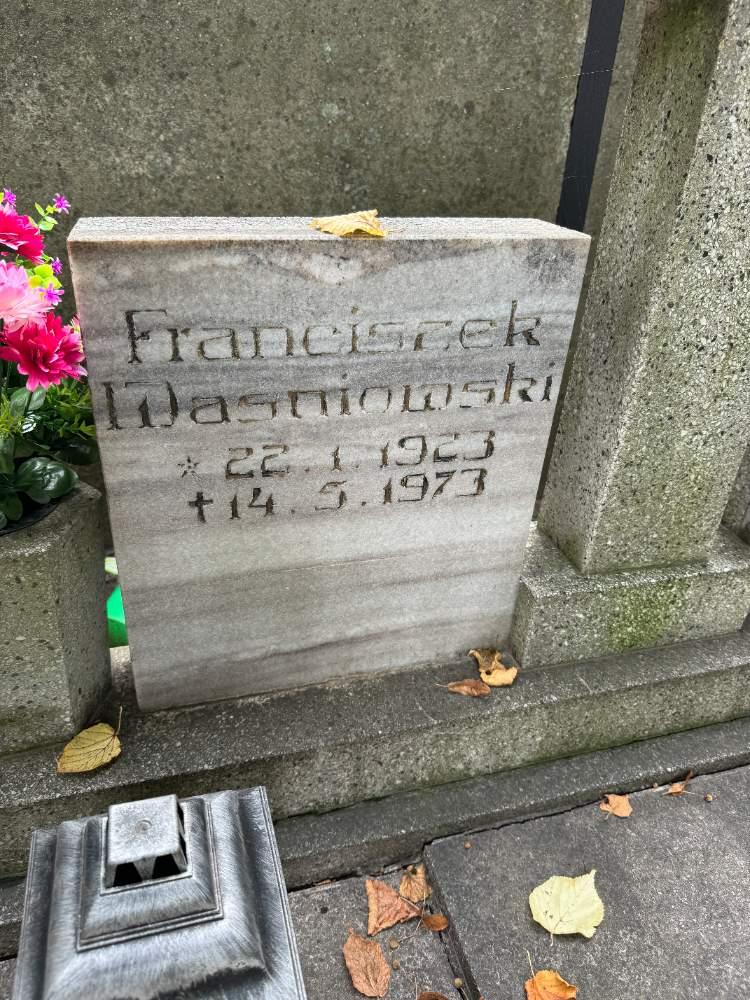 Franciszek
Waśniowski
* 22.1.1923
✝ 14.5.1973